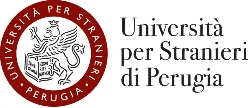 UNIVERSITÀ PER STRANIERI
PERUGIA
Università
per Stranieri
di Perugia